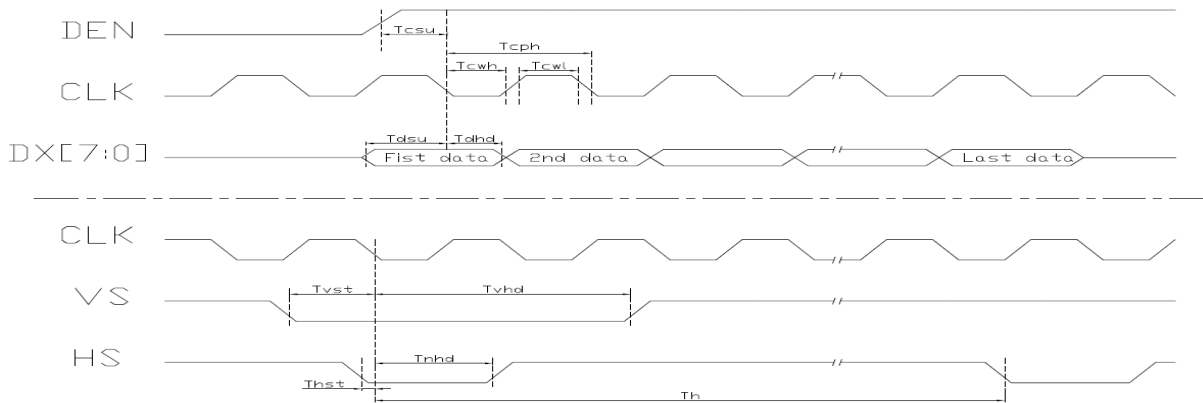 DEN
Tcsu
Tcph
Tcwh
Tcwl
CLK
Tdsu
Tdhd
DX[7:0]
Fist data
2nd data
Last data
CLK
VS
Tvst
Tvhd
HS
Thhd
Thst
Th